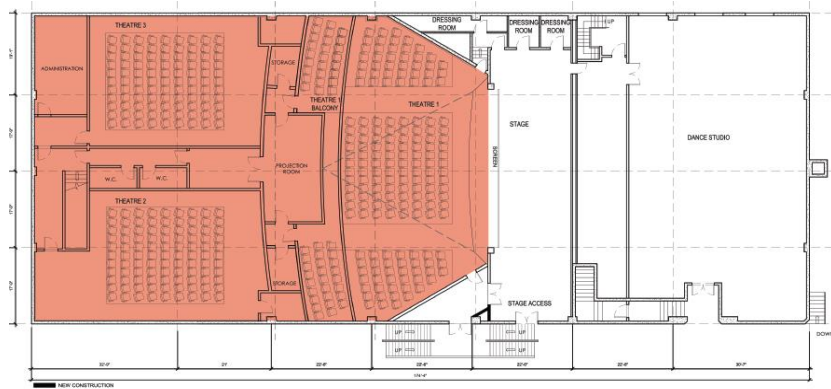 DRESSING
ROOM
DRESSING
ROOM
DRESSING
ROOM
UP
THEATRE 3
ADMINISTRATION
STORAGE
THEATRE 1
BALCONY
THEATRE 1
STAGE
DANCE STUDIO
SCREEN
PROJECTION
ROOM
W.C.
W.C.
THEATRE 2
STORAGE
STAGE ACCESS
UP
UP
UP
UP
DOWN
NEW CONSTRUCTION